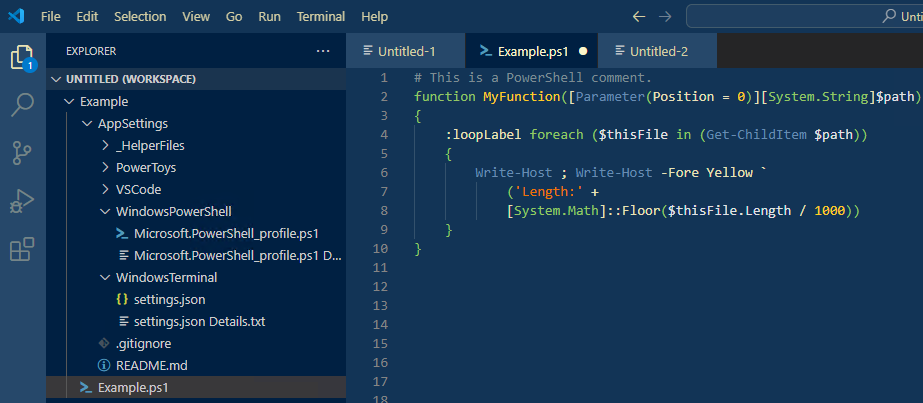 File Edit Selection View Go Run Terminal Help
EXPLORER
UNTITLED (WORKSPACE)
Example
AppSettings
_HelperFiles
PowerToys
VSCode
WindowsPowerShell
Microsoft.PowerShell_profile.ps1
Microsoft.PowerShell_profile.ps1 D...
WindowsTerminal
{} settings.json
settings.json Details.txt
.gitignore
README.md
Example.ps1
1
Untitled-1 Example.ps1 Untitled-2
1 # This is a PowerShell comment.
2 function MyFunction([Parameter(Position = 0)][System.String]$path)
3 {
4 :loopLabel foreach ($thisFile in (Get-ChildItem $path))
5 {
6 Write-Host ; Write-Host -Fore Yellow `
7 ('Length:' +
8 [System.Math]::Floor($thisFile.Length / 1000))
9 }
10 }
11
12
13
14
15
16
17
18